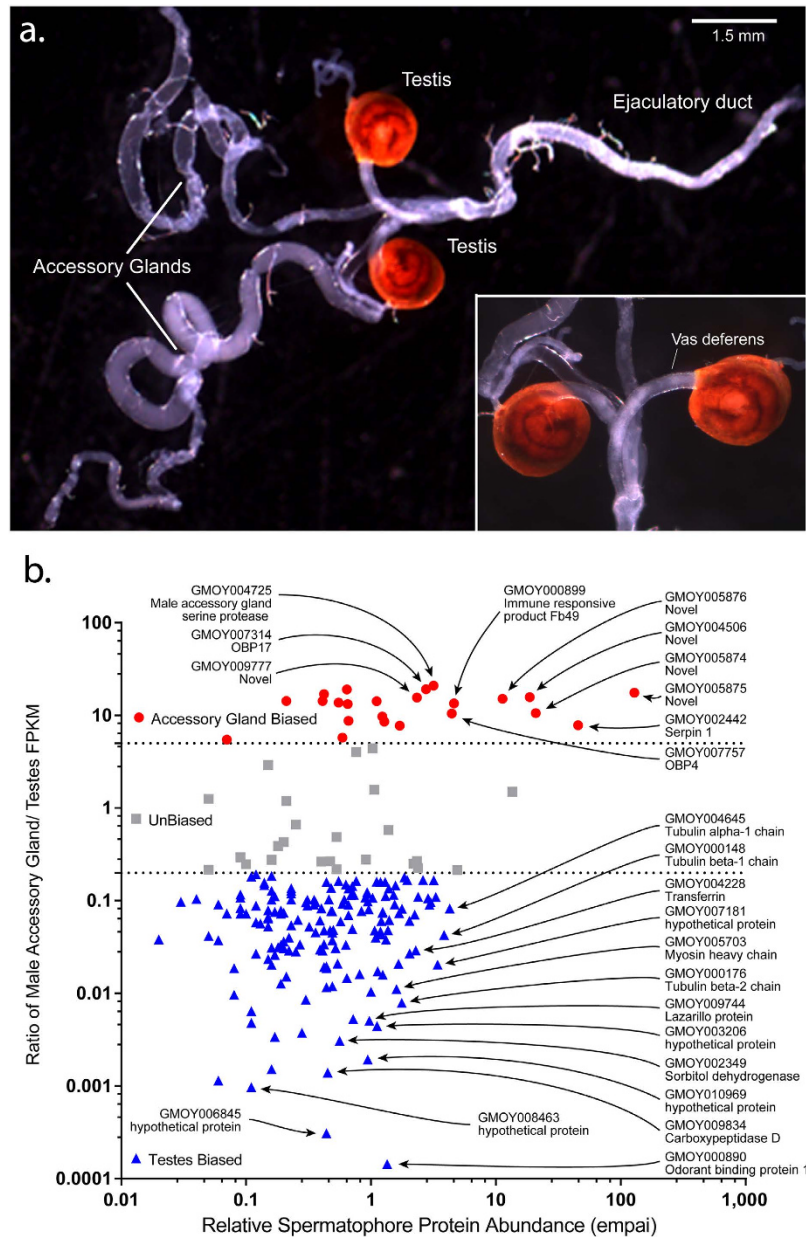 a.
1.5 mm
Testis
Ejaculatory duct
Accessory Glands
Testis
Vas deferens
b.
GMOY004725
Male accessory gland
serine protease
GMOY007314
OBP17
GMOY009777
Novel
GMOY000899
Immune responsive
product Fb49
GMOY005876
Novel
GMOY004506
Novel
GMOY005874
Novel
GMOY005875
Novel
GMOY002442
Serpin 1
GMOY007757
OBP4
Accessory Gland Biased
UnBiased
GMOY004645
Tubulin alpha-1 chain
GMOY000148
Tubulin beta-1 chain
GMOY004228
Transferrin
GMOY007181
hypothetical protein
GMOY005703
Myosin heavy chain
GMOY000176
Tubulin beta-2 chain
GMOY009744
Lazarillo protein
GMOY003206
hypothetical protein
GMOY002349
Sorbitol dehydrogenase
GMOY010969
hypothetical protein
GMOY009834
Carboxypeptidase D
GMOY000890
Odorant binding protein 1
GMOY006845
hypothetical protein
GMOY008463
hypothetical protein
Testes Biased
Ratio of Male Accessory Gland/ Testes FPKM
100
10
1
0.1
0.01
0.001
0.0001
0.01
0.1
1
10
100
1,000
Relative Spermatophore Protein Abundance (empai)